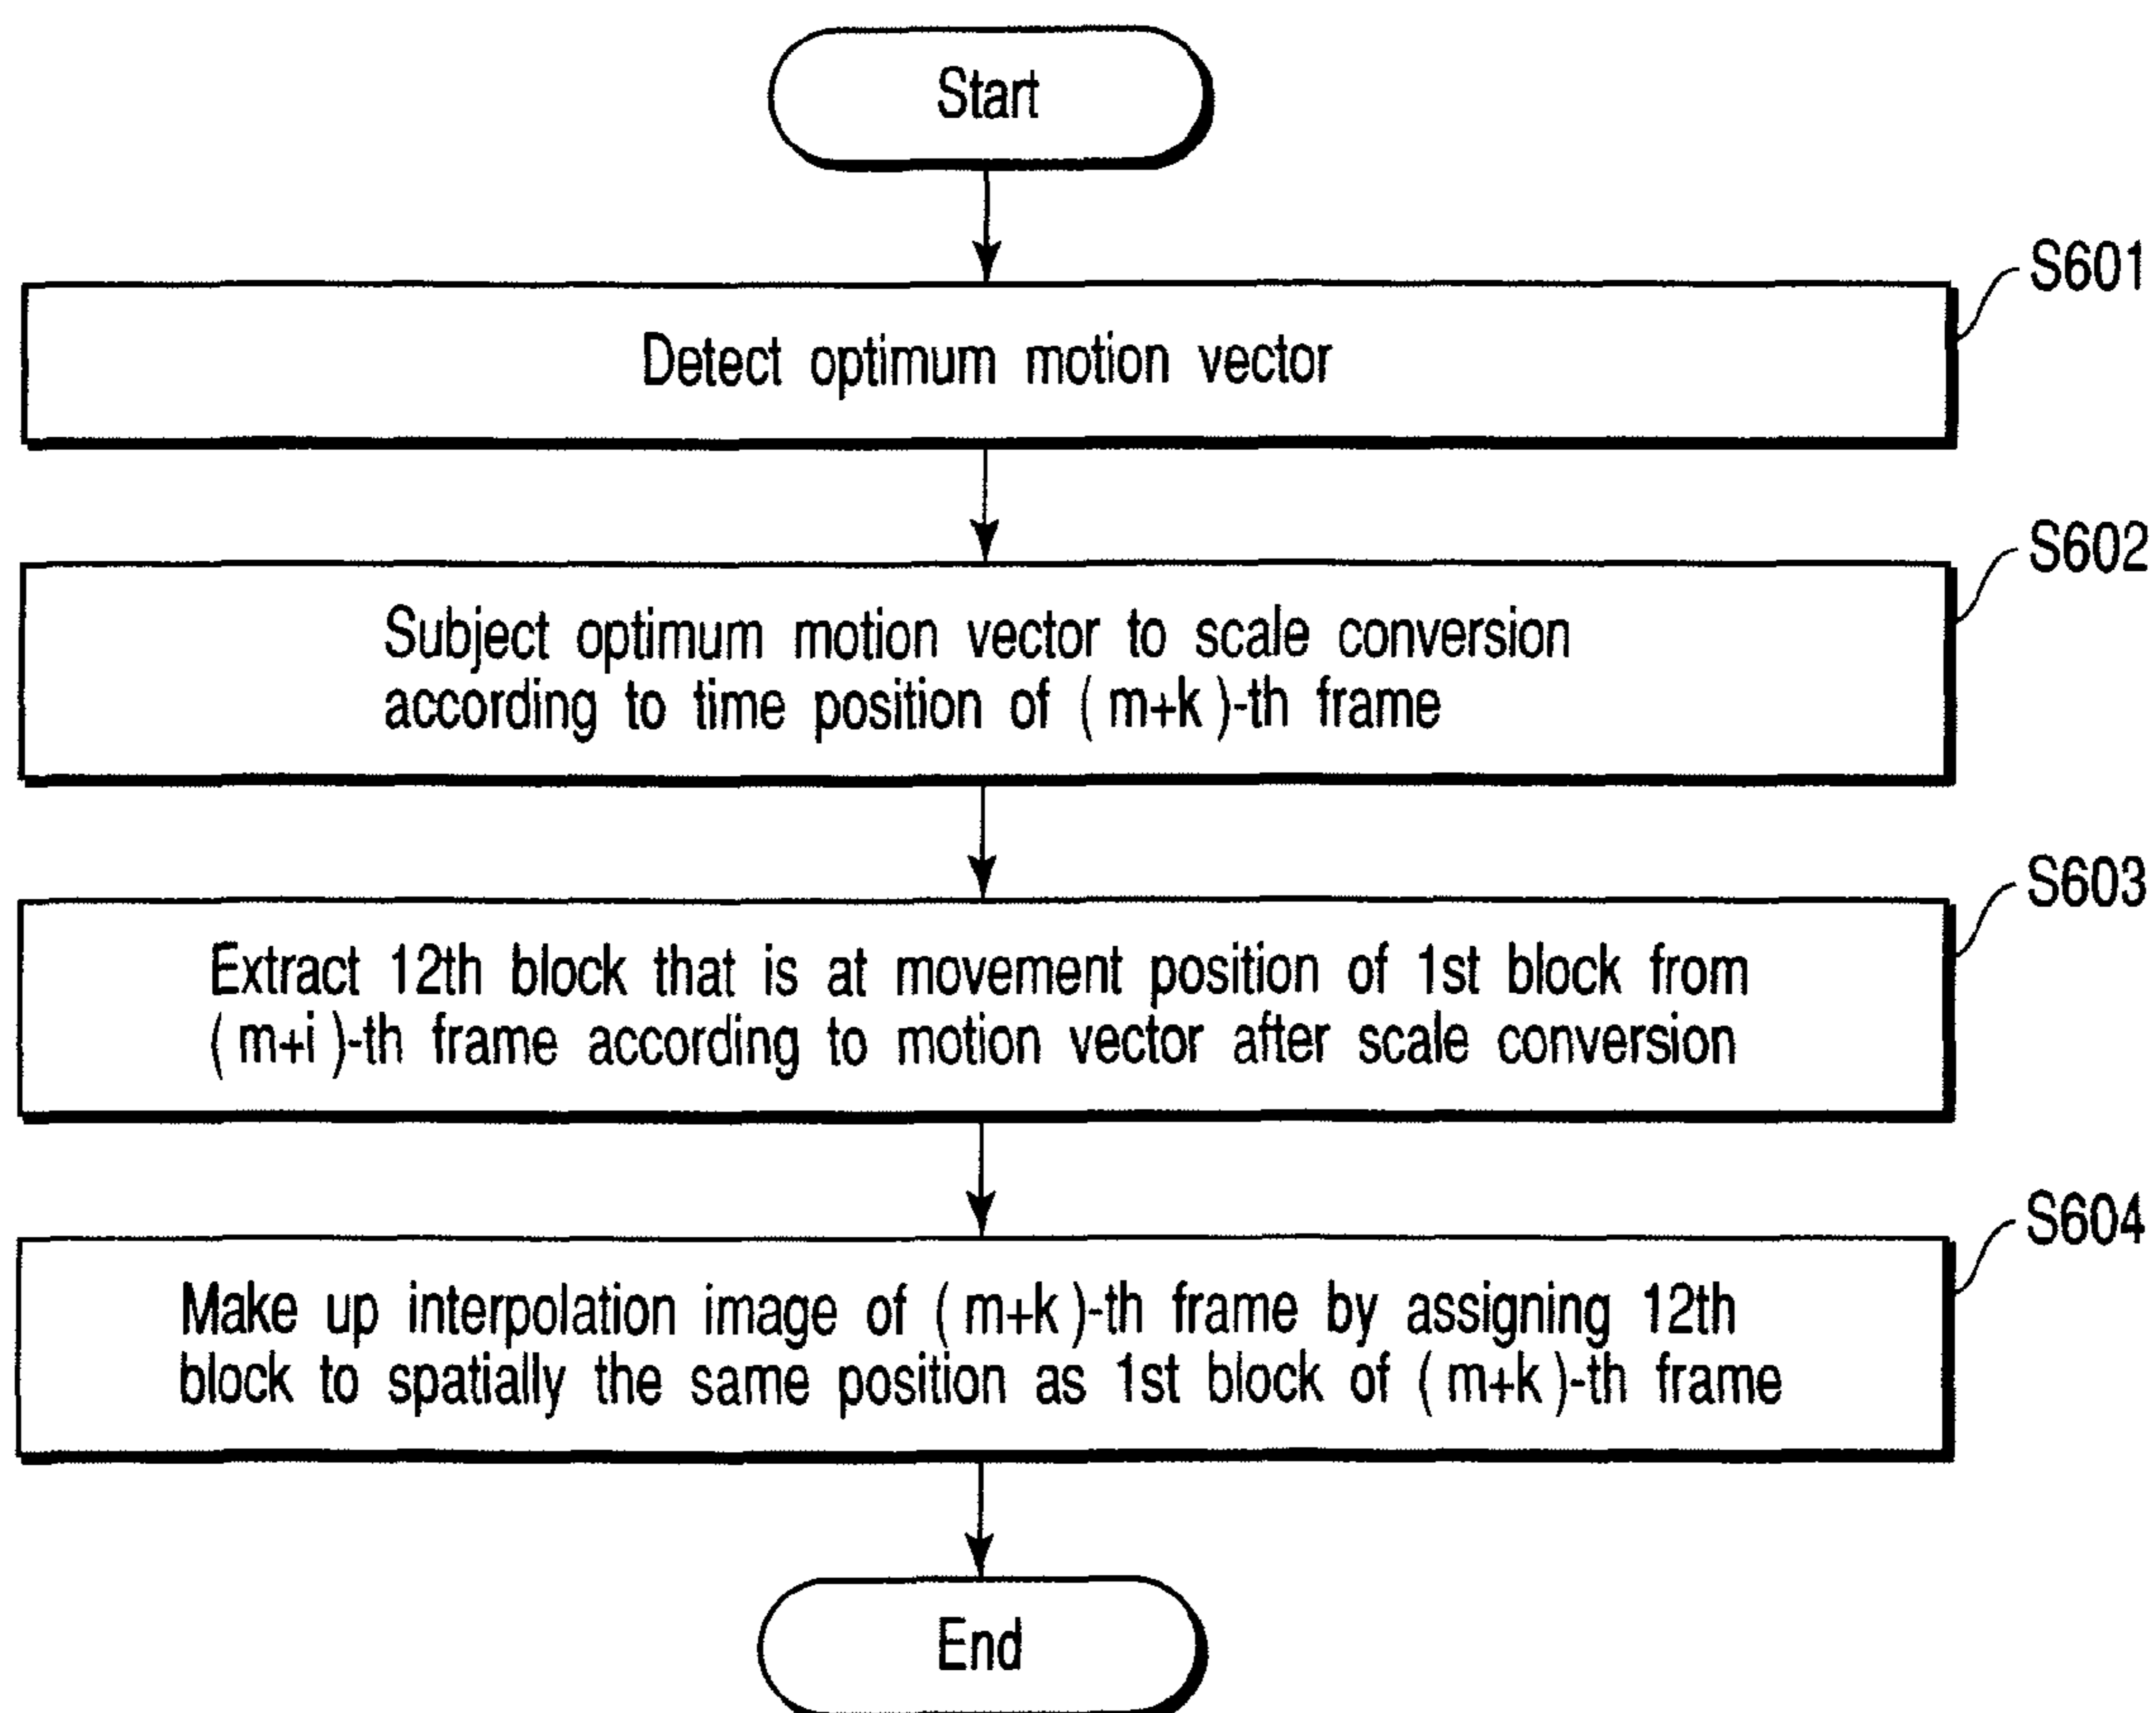 Start
S601
Detect optimum motion vector
S602
Subject optimum motion vector to scale conversion
according to time position of (m+k)-th frame
S603
Extract 12th block that is at movement position of 1st block from
(m+i)-th frame according to motion vector after scale conversion
S604
Make up interpolation image of (m+k)-th frame by assigning 12th
block to spatially the same position as 1st block of (m+k)-th frame
End